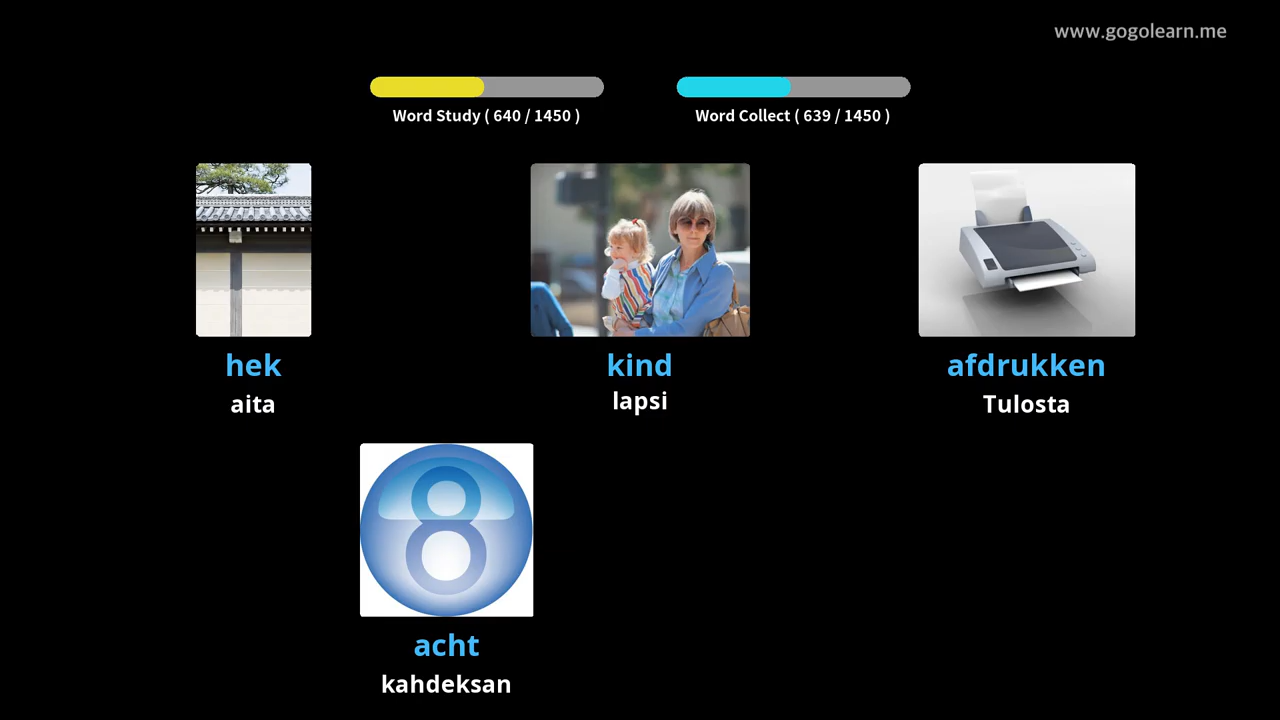 www.gogolearn.me
Word Study ( 640 / 1450 )
Word Collect ( 639 / 1450 )
hek
aita
kind
lapsi
afdrukken
Tulosta
8
acht
kahdeksan